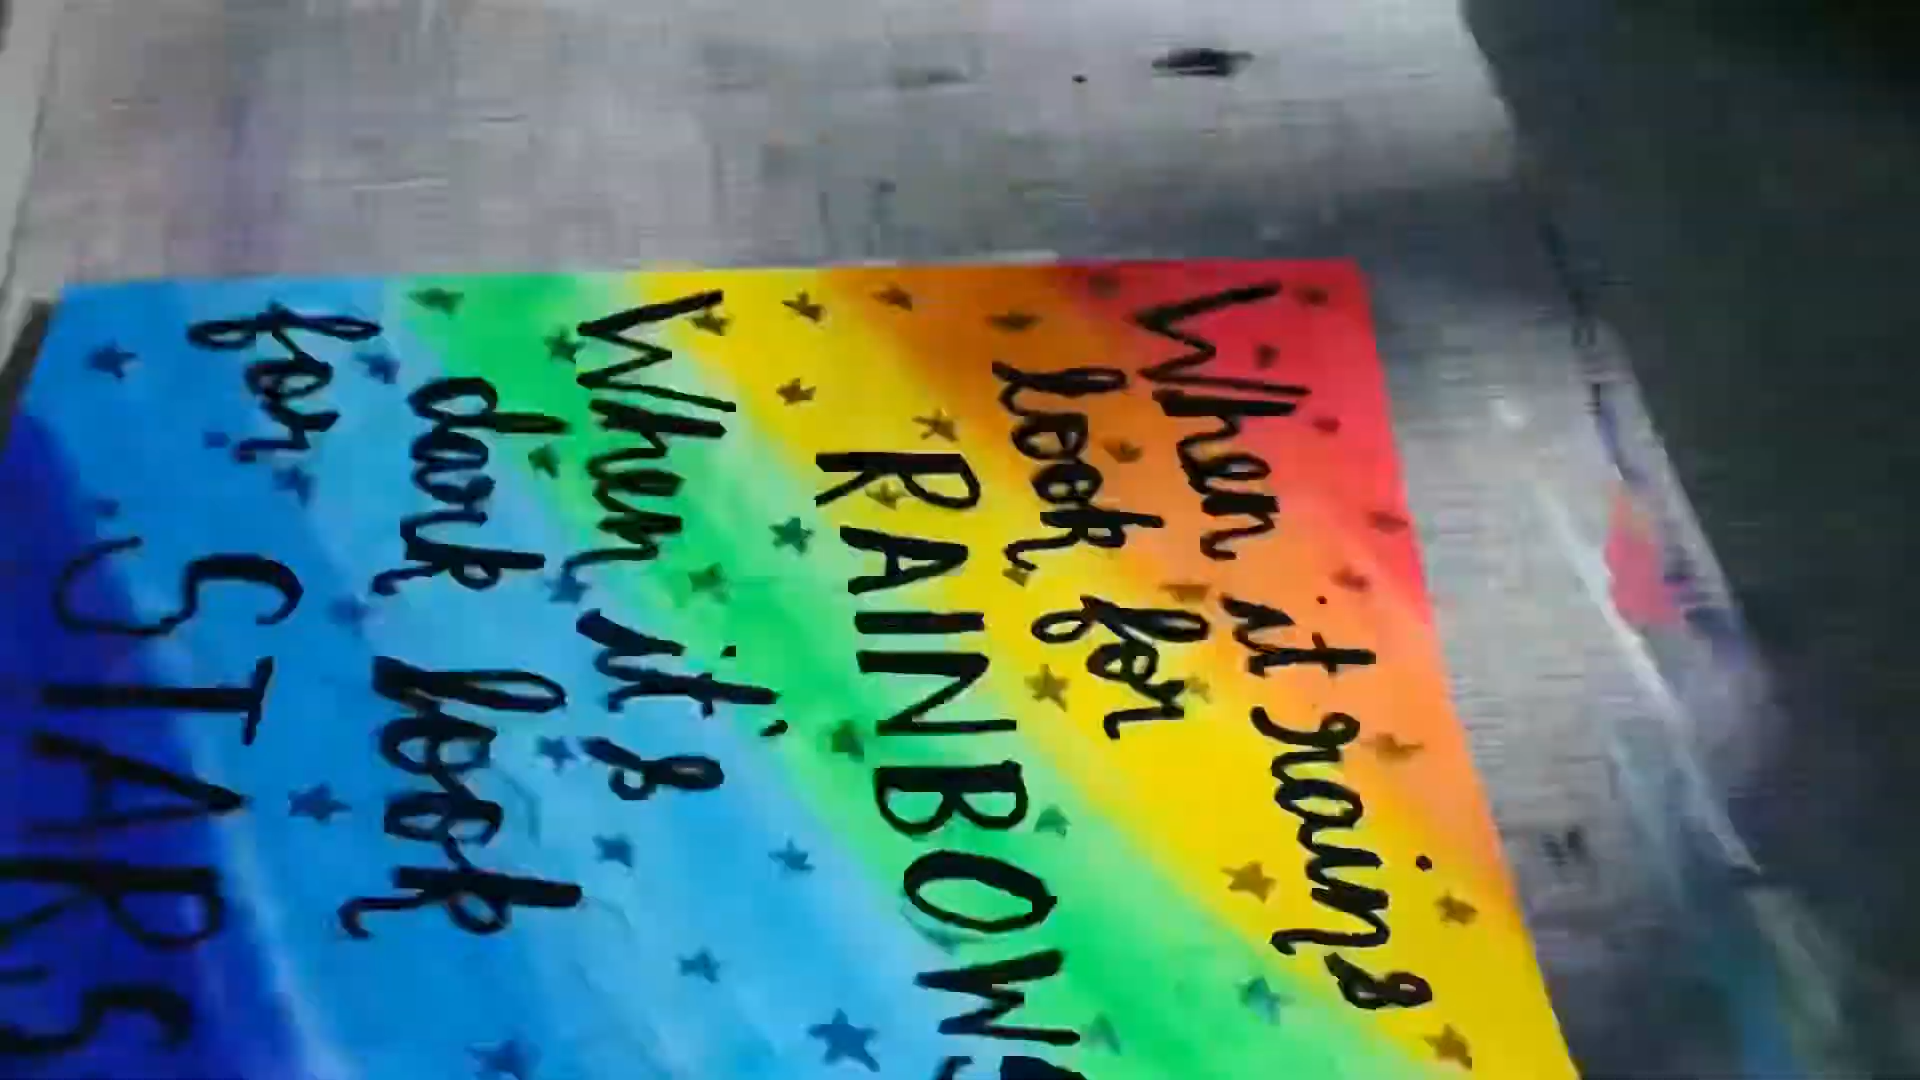 When it rains
look for
RAINBOWS
When it's
dark look
for STARS